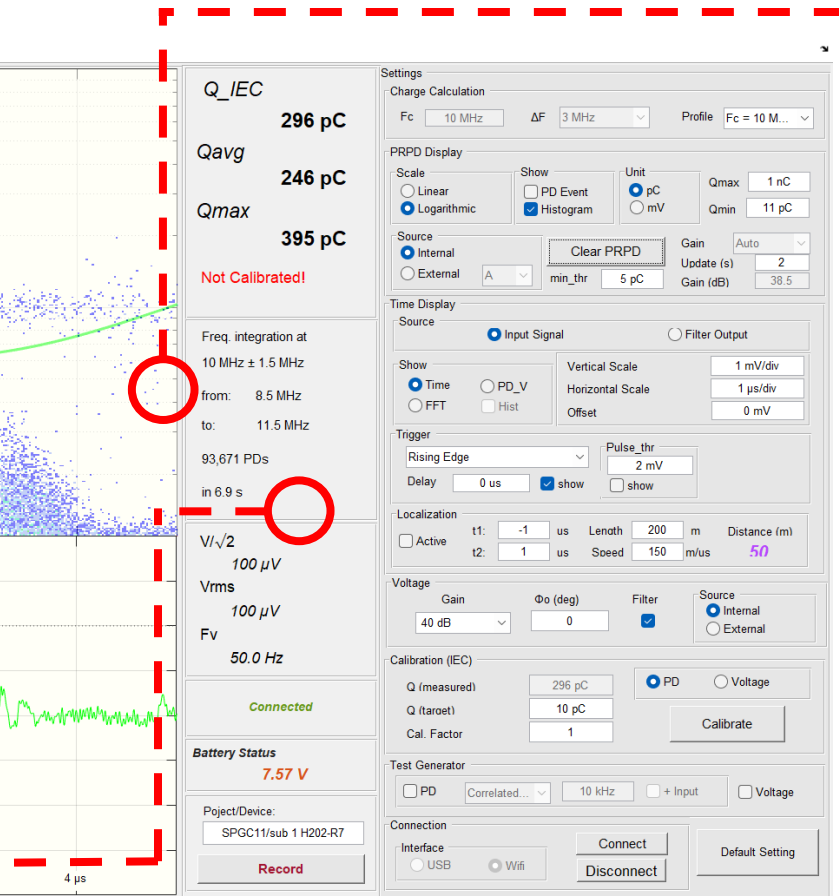 Q_IEC
296 pC
Qavg
246 pC
Qmax
395 pC
Not Calibrated!
Freq. integration at
10 MHz ± 1.5 MHz
from: 8.5 MHz
to: 11.5 MHz
93,671 PDs
in 6.9 s
V/√2
100 µV
Vrms
100 µV
Fv
50.0 Hz
Connected
Battery Status
7.57 V
Poject/Device:
SPGC11/sub 1 H202-R7
Record
4 µs
Settings
Charge Calculation
Fc 10 MHz ΔF 3 MHz Profile Fc = 10 M...
PRPD Display
Scale Show Unit
Linear PD Event pC Qmax 1 nC
Logarithmic Histogram mV Qmin 11 pC
Source
Internal Clear PRPD Gain Auto
Update (s) 2
External A min_thr 5 pC Gain (dB) 38.5
Time Display
Source
Input Signal Filter Output
Show
Time PD_V Vertical Scale 1 mV/div
FFT Hist Horizontal Scale 1 µs/div
Offset 0 mV
Trigger
Rising Edge Pulse_thr
2 mV
Delay 0 us show show
Localization
Active t1: -1 us Length 200 m Distance (m)
t2: 1 us Speed 150 m/us 50
Voltage
Gain Φo (deg) Filter Source
40 dB 0 Internal
External
Calibration (IEC)
Q (measured) 296 pC PD Voltage
Q (target) 10 pC
Cal. Factor 1 Calibrate
Test Generator
PD Correlated... 10 kHz + Input Voltage
Connection
Interface Connect
USB Wifi Disconnect Default Setting